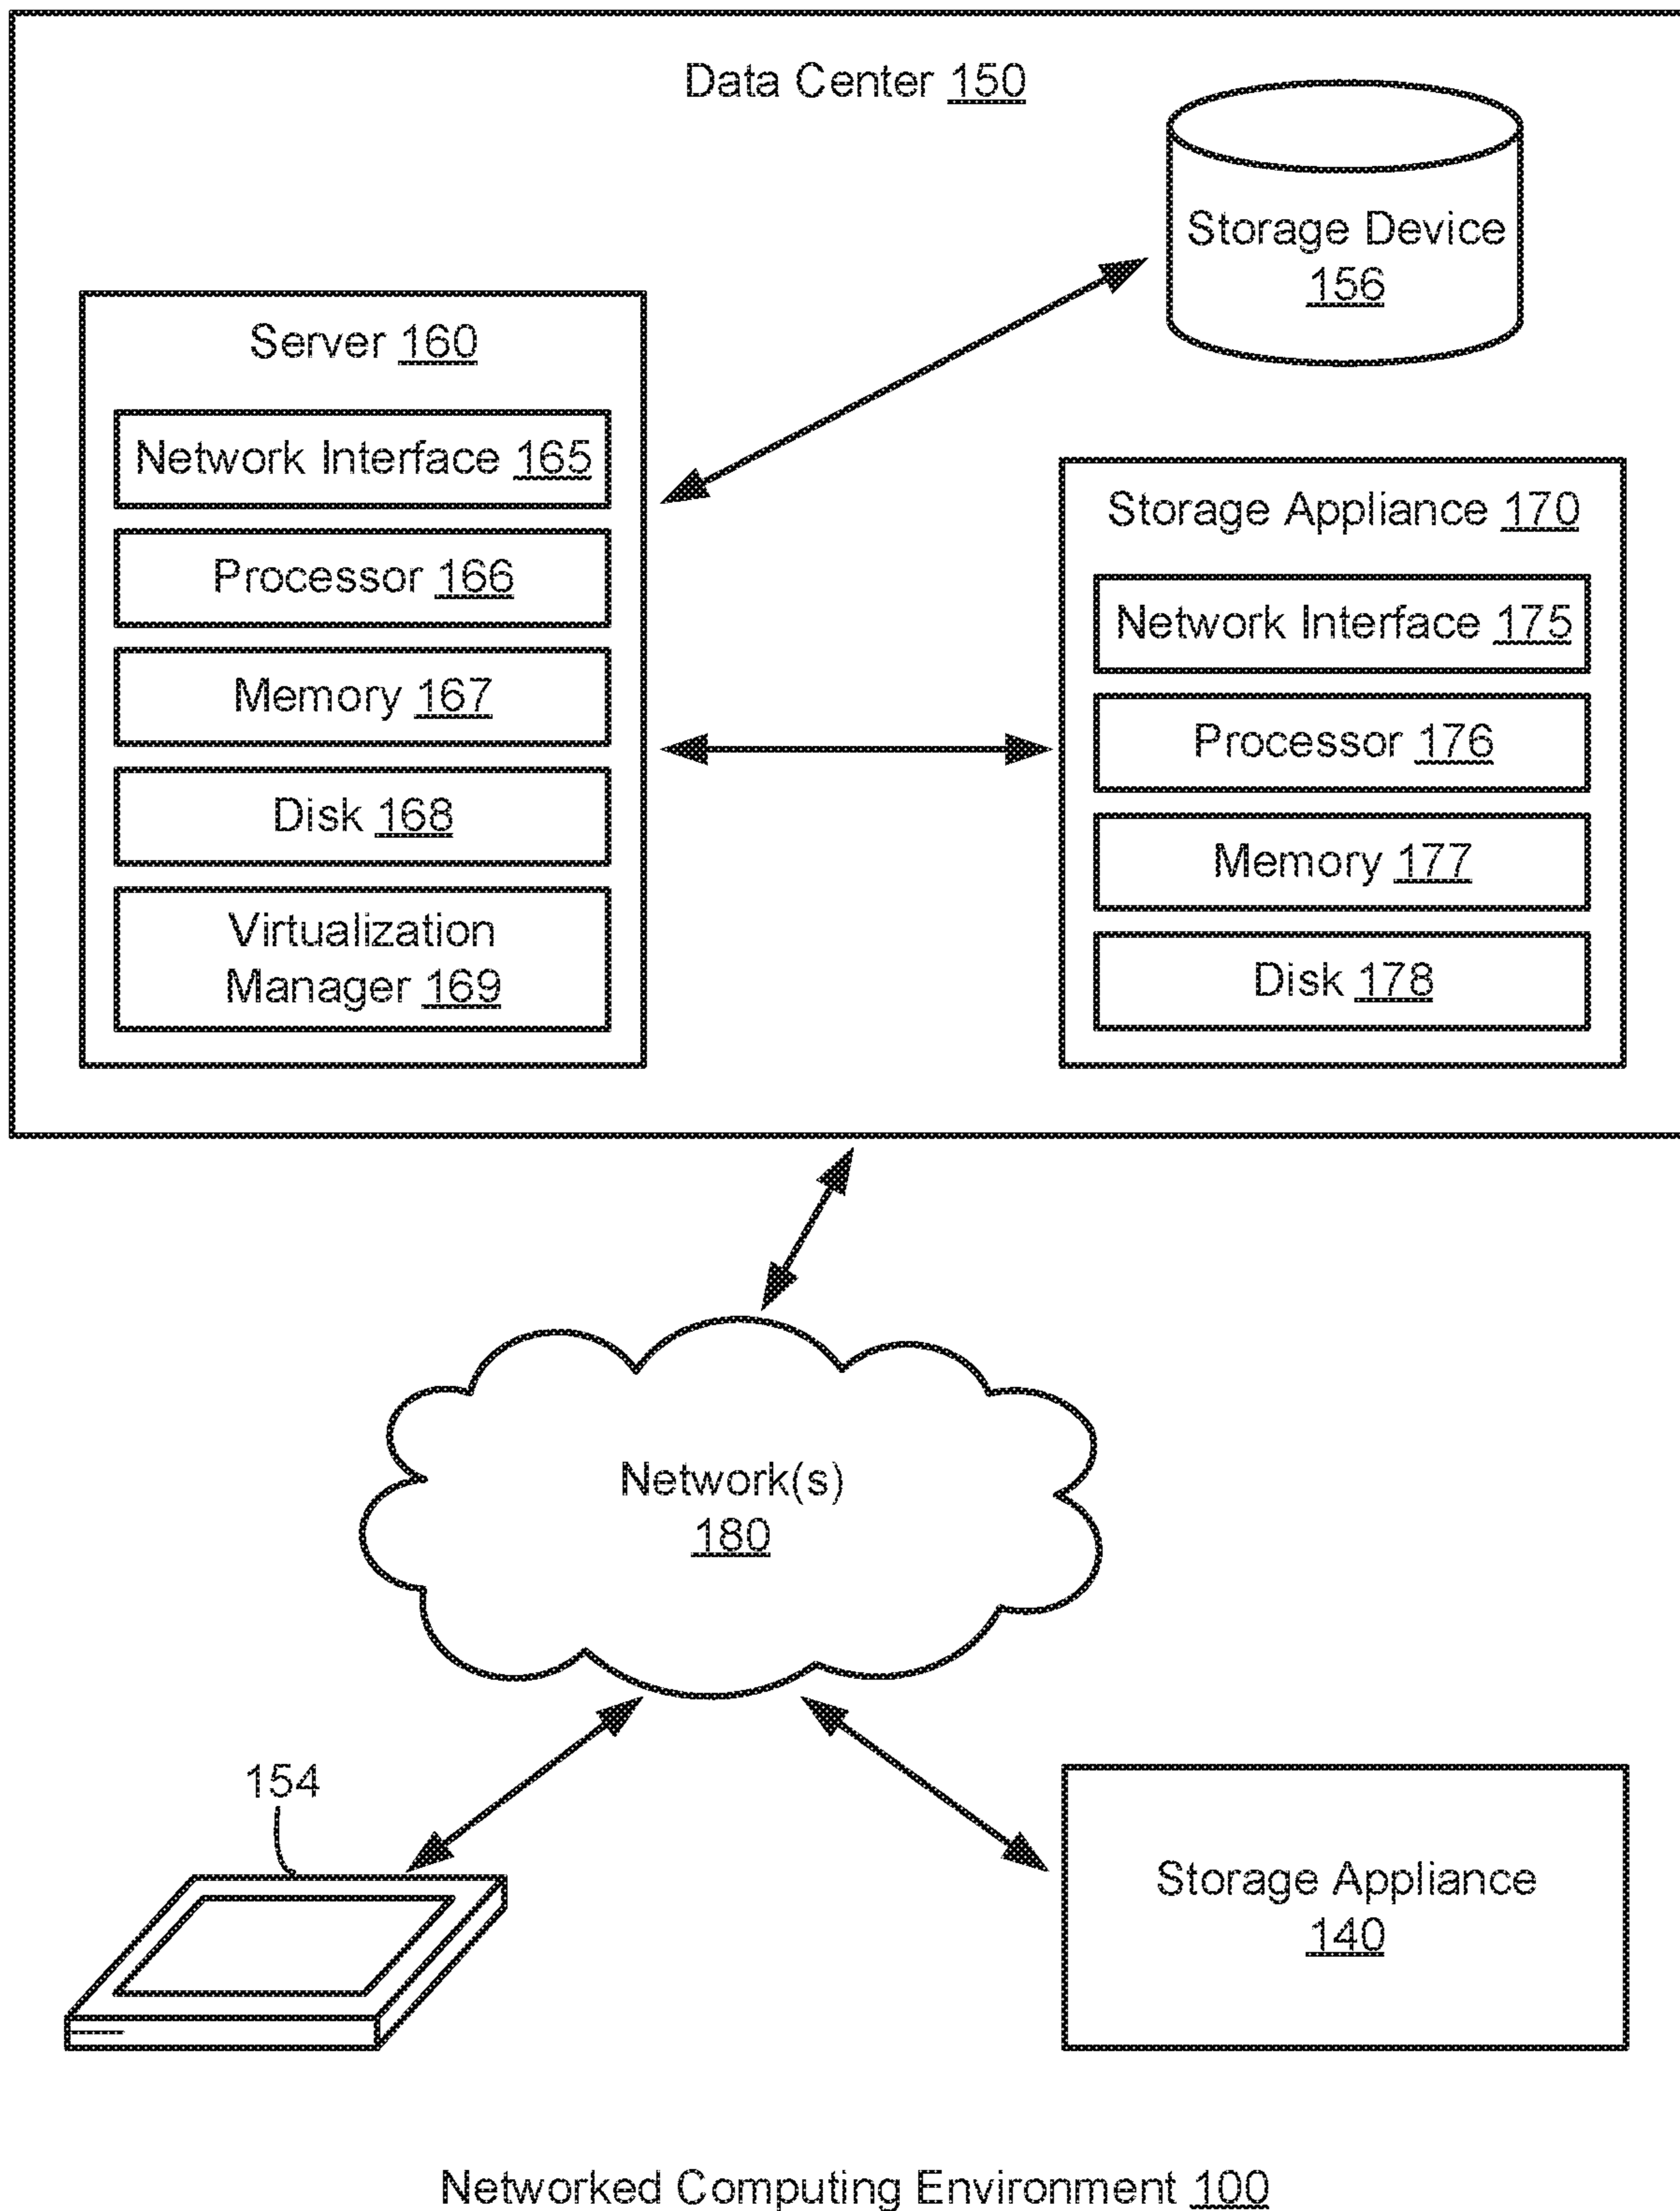 Data Center 150
Storage Device
156
Server 160
Network Interface 165
Processor 166
Memory 167
Disk 168
Virtualization
Manager 169
Storage Appliance 170
Network Interface 175
Processor 176
Memory 177
Disk 178
Network(s)
180
154
Storage Appliance
140
Networked Computing Environment 100